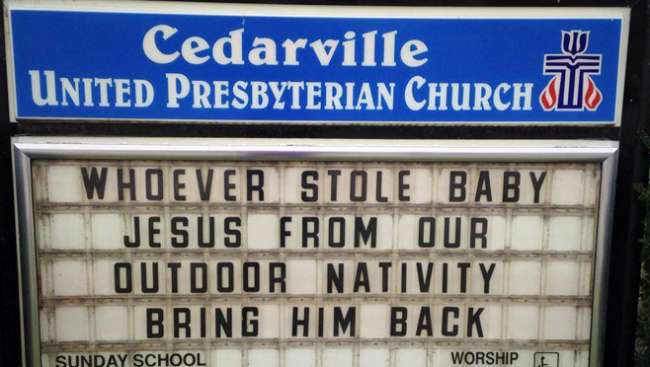 Cedarville
UNITED PRESBYTERIAN CHURCH
WHOEVER STOLE BABY
JESUS FROM OUR
OUTDOOR NATIVITY
BRING HIM BACK
SUNDAY SCHOOL WORSHIP